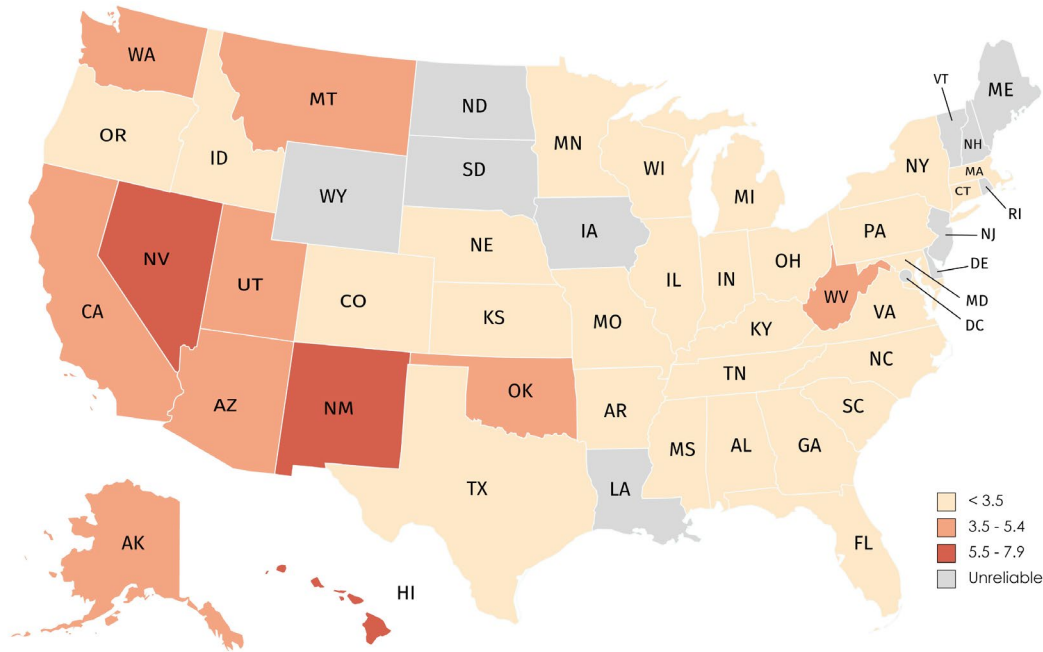 WA
MT
ND
MN
VT
ME
OR
ID
SD
WI
MI
NY
NH
MA
CT
RI
WY
NE
IA
PA
NJ
NV
UT
CO
IL
IN
OH
DE
CA
KS
MO
WV
VA
MD
DC
KY
AZ
NM
OK
AR
TN
NC
SC
MS
AL
GA
TX
LA
FL
AK
HI
< 3.5
3.5 - 5.4
5.5 - 7.9
Unreliable